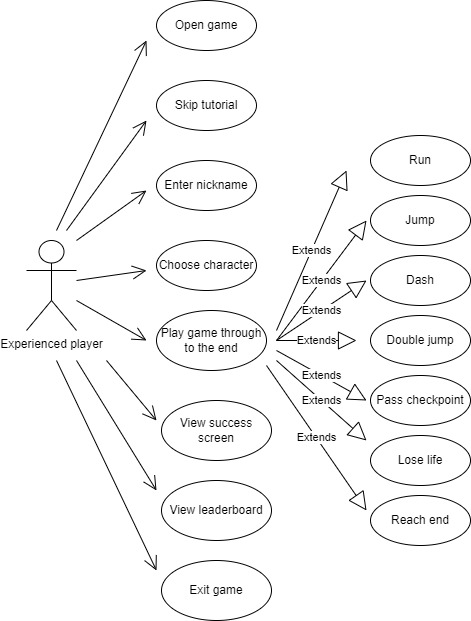 Open game
Skip tutorial
Enter nickname
Choose character
Experienced player
Play game through
to the end
View success
screen
View leaderboard
Exit game
Extends
Extends
Extends
Extends
Extends
Extends
Extends
Run
Jump
Dash
Double jump
Pass checkpoint
Lose life
Reach end